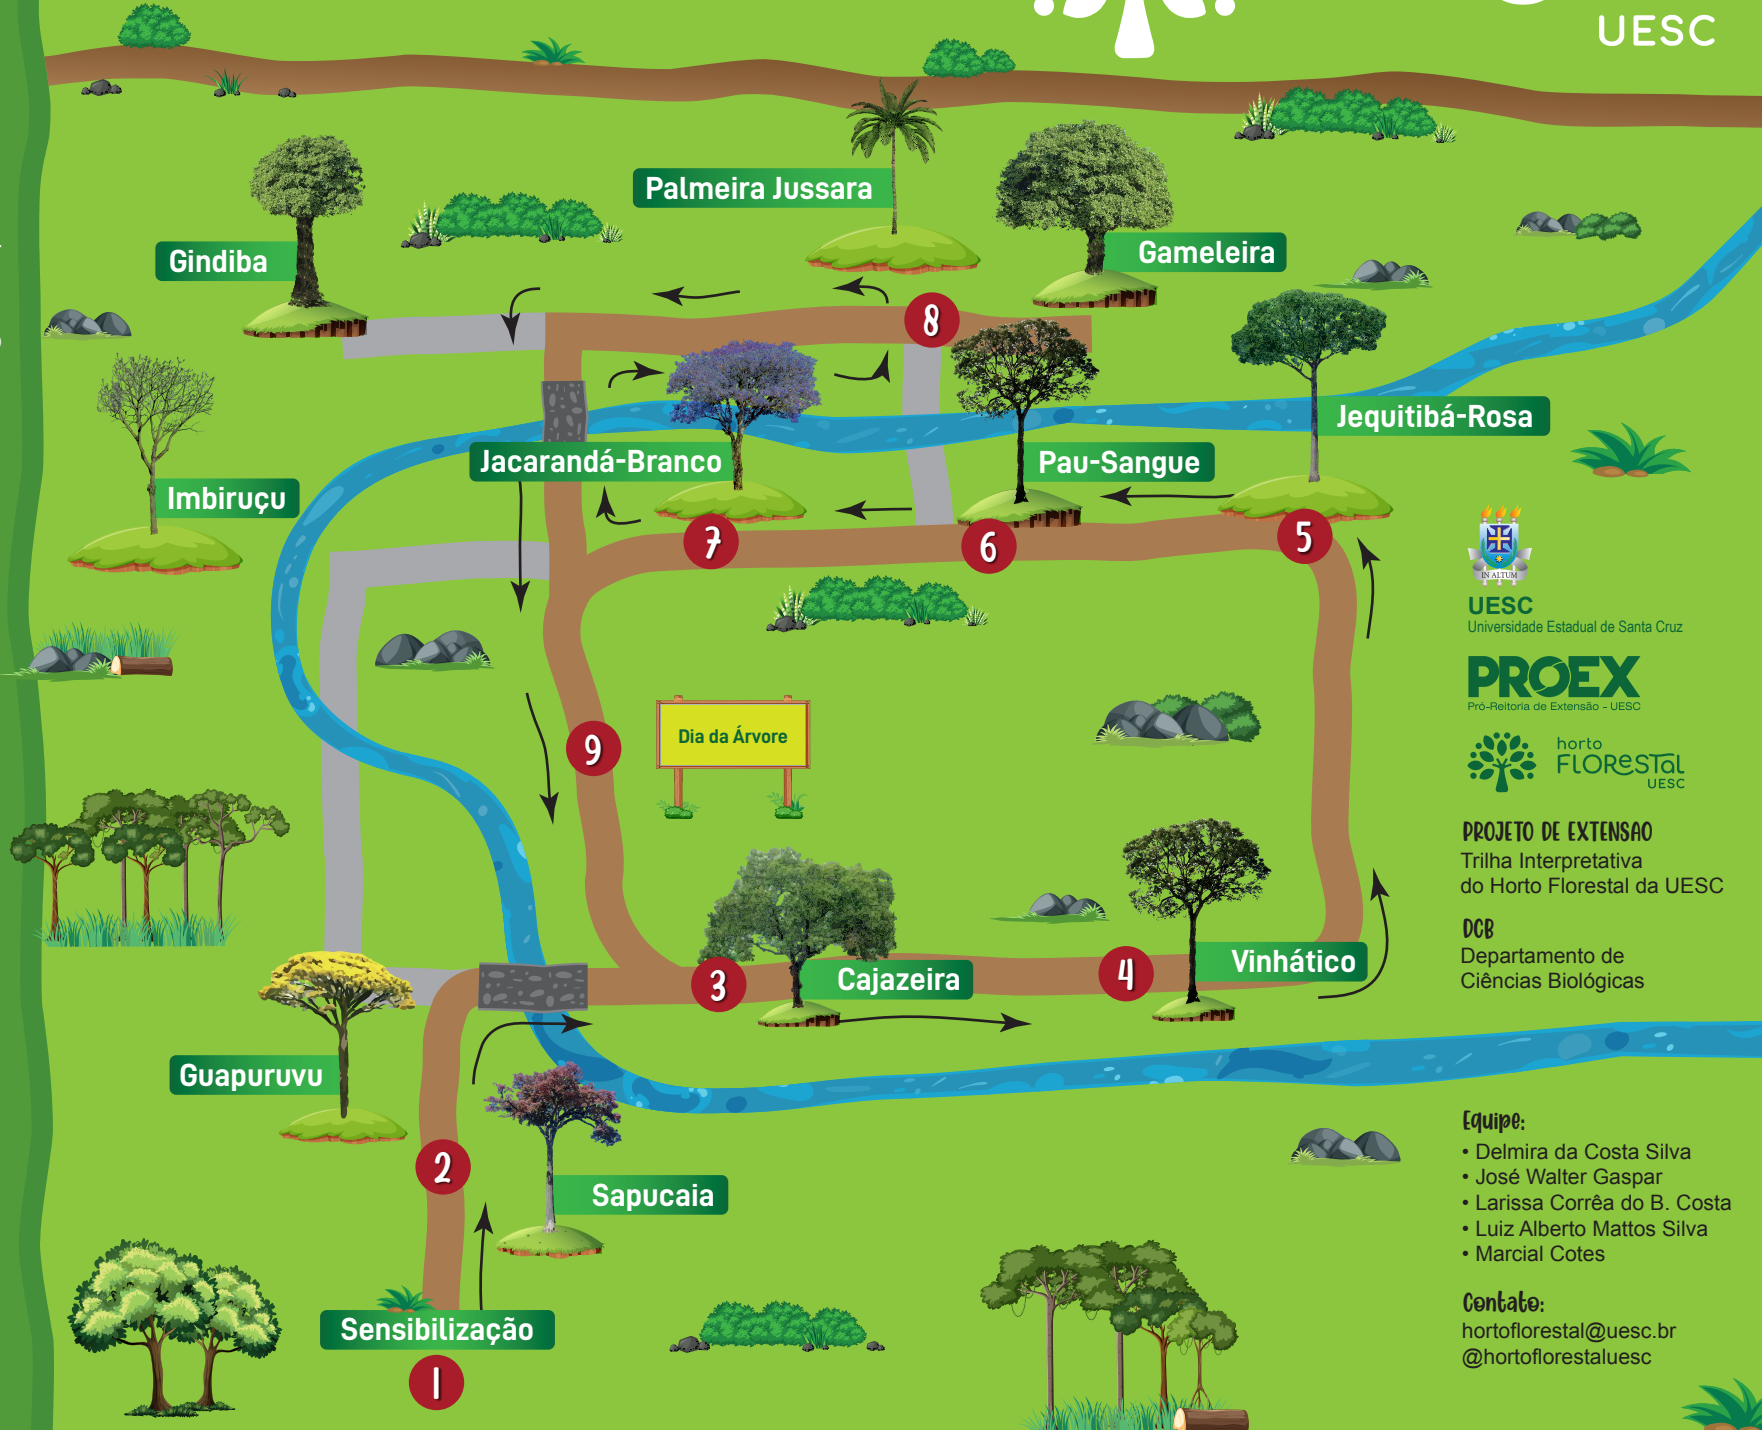 UESC
Palmeira Jussara
Gameleira
Gindiba
8
Jequitibá-Rosa
Jacarandá-Branco
Pau-Sangue
Imbiruçu
7
6
5
IN ALTUM
UESC
Universidade Estadual de Santa Cruz
PROEX
Pró-Reitoria de Extensão - UESC
horto
FLOReSTal
UESC
9
Dia da Árvore
PROJETO DE EXTENSAO
Trilha Interpretativa
do Horto Florestal da UESC
DCB
Departamento de
Ciências Biológicas
3
Cajazeira
4
Vinhático
Guapuruvu
2
Sapucaia
Equipe:
• Delmira da Costa Silva
• José Walter Gaspar
• Larissa Corrêa do B. Costa
• Luiz Alberto Mattos Silva
• Marcial Cotes
Contato:
hortoflorestal@uesc.br
@hortoflorestaluesc
Sensibilização
1